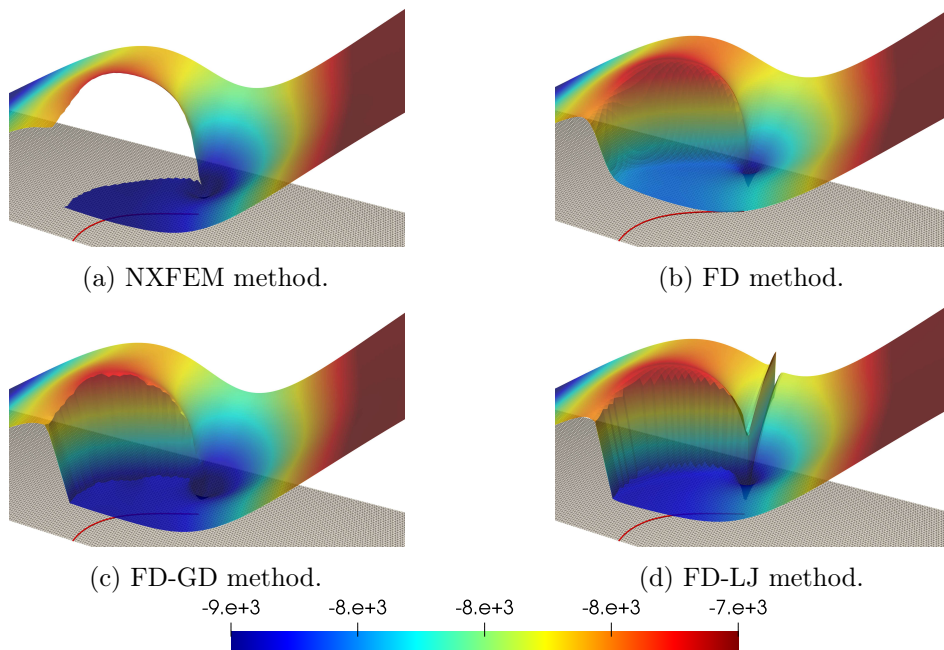 (a) NXFEM method.
(b) FD method.
(c) FD-GD method.
(d) FD-LJ method.
-9.e+3 -8.e+3 -8.e+3 -8.e+3 -7.e+3